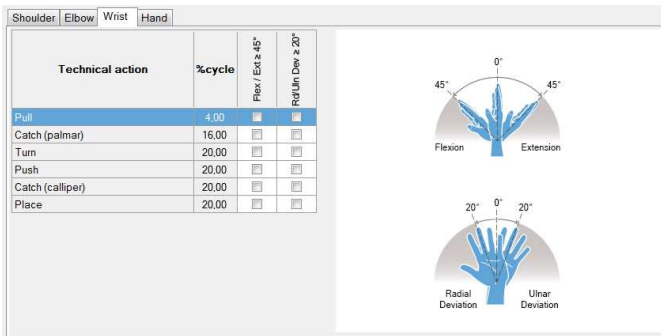 Shoulder Elbow Wrist Hand
Technical action %cycle Flex / Ext ≥ 45° Rd/Uln Dev ≥ 20°
Pull 4,00
Catch (palmar) 16,00
Turn 20,00
Push 20,00
Catch (calliper) 20,00
Place 20,00
0°
45° 45°
Flexion Extension
0°
20° 20°
Radial Ulnar
Deviation Deviation